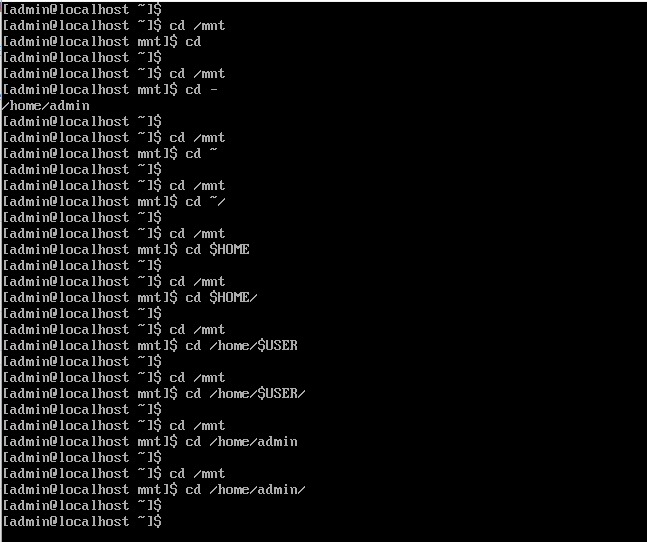 [admin@localhost ~]$
[admin@localhost ~]$ cd /mnt
[admin@localhost mnt]$ cd
[admin@localhost ~]$
[admin@localhost ~]$ cd /mnt
[admin@localhost mnt]$ cd -
/home/admin
[admin@localhost ~]$
[admin@localhost ~]$ cd /mnt
[admin@localhost mnt]$ cd ~
[admin@localhost ~]$
[admin@localhost ~]$ cd /mnt
[admin@localhost mnt]$ cd ~/
[admin@localhost ~]$
[admin@localhost ~]$ cd /mnt
[admin@localhost mnt]$ cd $HOME
[admin@localhost ~]$
[admin@localhost ~]$ cd /mnt
[admin@localhost mnt]$ cd $HOME/
[admin@localhost ~]$
[admin@localhost ~]$ cd /mnt
[admin@localhost mnt]$ cd /home/$USER
[admin@localhost ~]$
[admin@localhost ~]$ cd /mnt
[admin@localhost mnt]$ cd /home/$USER/
[admin@localhost ~]$
[admin@localhost ~]$ cd /mnt
[admin@localhost mnt]$ cd /home/admin
[admin@localhost ~]$
[admin@localhost ~]$ cd /mnt
[admin@localhost mnt]$ cd /home/admin/
[admin@localhost ~]$
[admin@localhost ~]$